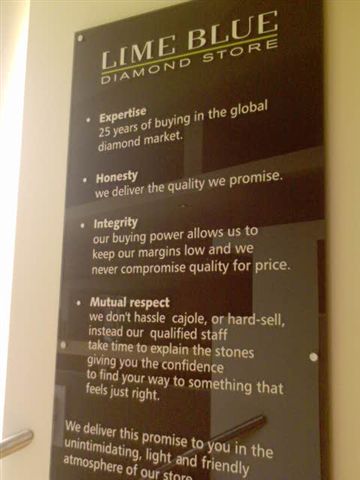 LIME BLUE
DIAMOND STORE
• Expertise
25 years of buying in the global
diamond market.
• Honesty
we deliver the quality we promise.
• Integrity
our buying power allows us to
keep our margins low and we
never compromise quality for price.
• Mutual respect
we don't hassle cajole, or hard-sell,
instead our qualified staff
take time to explain the stones
giving you the confidence
to find your way to something that
feels just right.
We deliver this promise to you in the
unintimidating, light and friendly
atmosphere of our store